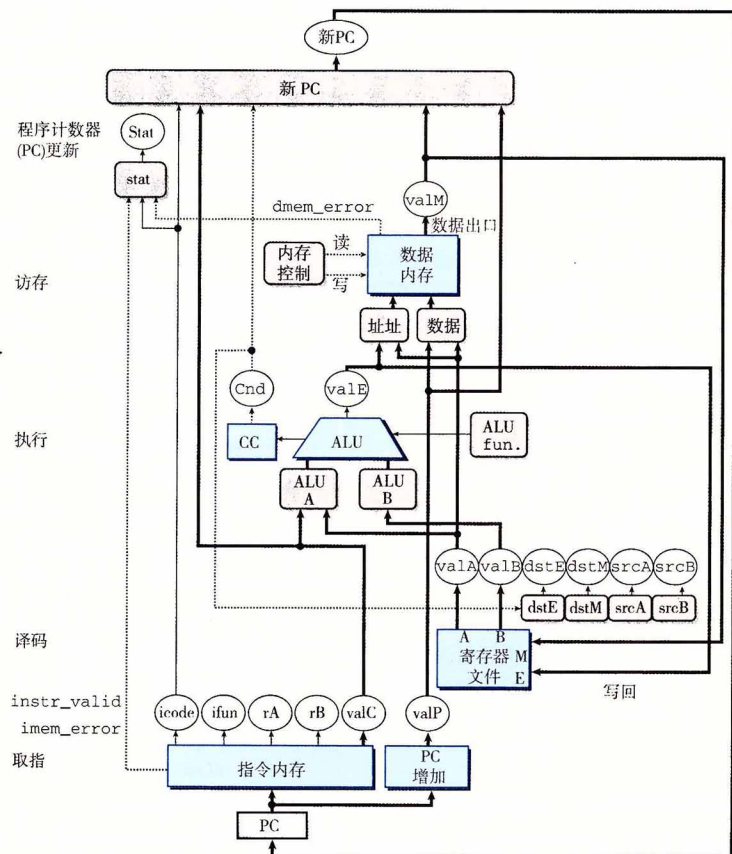 新PC
新 PC
程序计数器
(PC)更新
Stat
stat
dmem_error
valM
数据出口
访存
内存
控制
读
写
数据
内存
址址
数据
Cnd
valE
执行
CC
ALU
ALU
fun.
ALU
A
ALU
B
valA
valB
dstE
dstM
srcA
srcB
dstE
dstM
srcA
srcB
译码
A
B
寄存器
文件
M
E
写回
instr_valid
imem_error
icode
ifun
rA
rB
valC
valP
取指
指令内存
PC
增加
PC